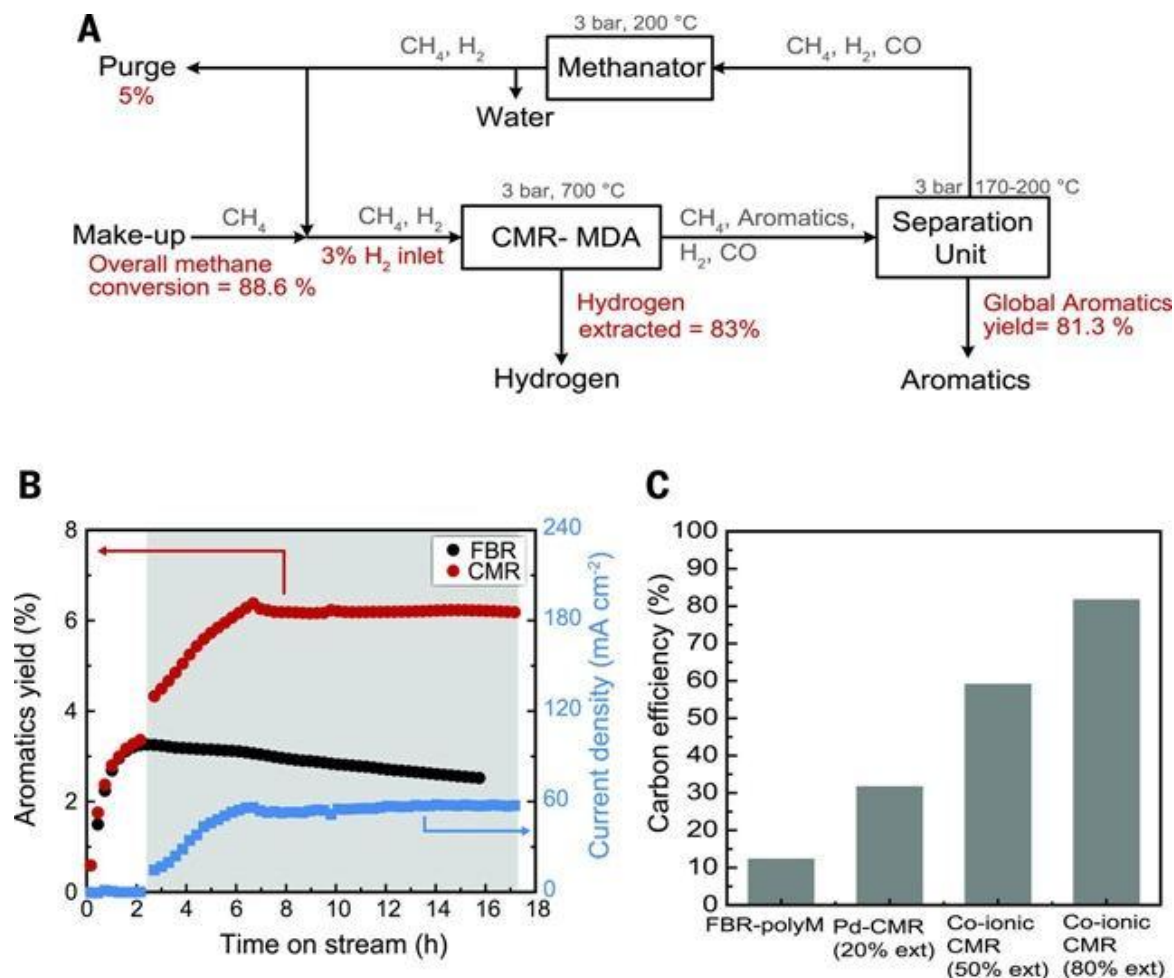 A
3 bar, 200 °C
Purge
CH4, H2
Methanator
CH4, H2, CO
5%
Water
3 bar, 700 °C
3 bar 170-200 °C
Make-up
CH4
CH4, H2
CMR- MDA
CH4, Aromatics,
H2, CO
Separation
Unit
Overall methane
conversion = 88.6 %
3% H2 inlet
Hydrogen
extracted = 83%
Global Aromatics
yield= 81.3 %
Hydrogen
Aromatics
B
Aromatics yield (%)
8
6
4
2
0
FBR
CMR
240
180
120
60
0
Current density (mA cm-2)
0 2 4 6 8 10 12 14 16 18
Time on stream (h)
C
Carbon efficiency (%)
100
90
80
70
60
50
40
30
20
10
0
FBR-polyM
Pd-CMR
(20% ext)
Co-ionic
CMR
(50% ext)
Co-ionic
CMR
(80% ext)